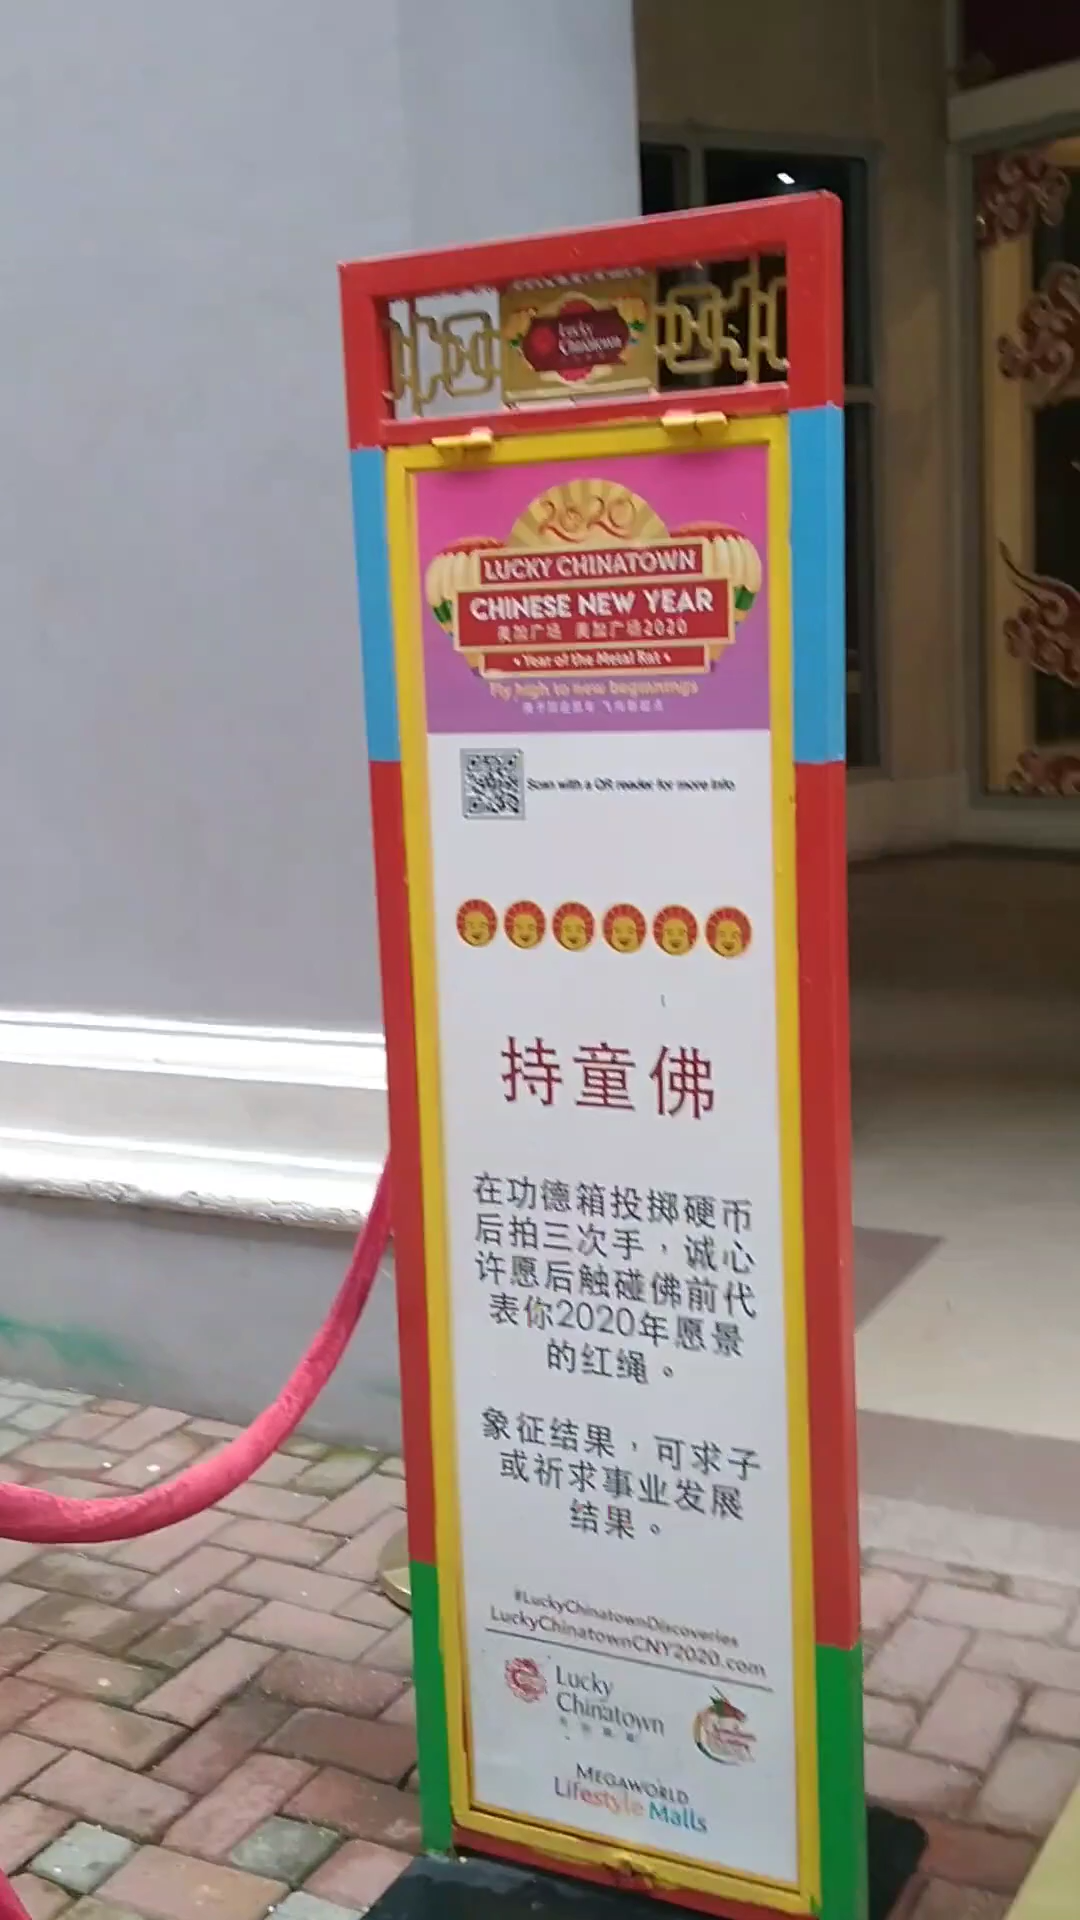 Lucky
Chinatown
2020
LUCKY CHINATOWN
CHINESE NEW YEAR
美加广场 美加广场2020
• Year of the Metal Rat •
Fly high to new beginnings
Scan with a QR reader for more info
持童佛
在功德箱投掷硬币
后拍三次手，诚心
许愿后触碰佛前代
表你2020年愿景
的红绳。
象征结果，可求子
或祈求事业发展
结果。
#LuckyChinatownDiscoveries
LuckyChinatownCNY2020.com
Lucky
Chinatown
MEGAWORLD
Lifestyle Malls